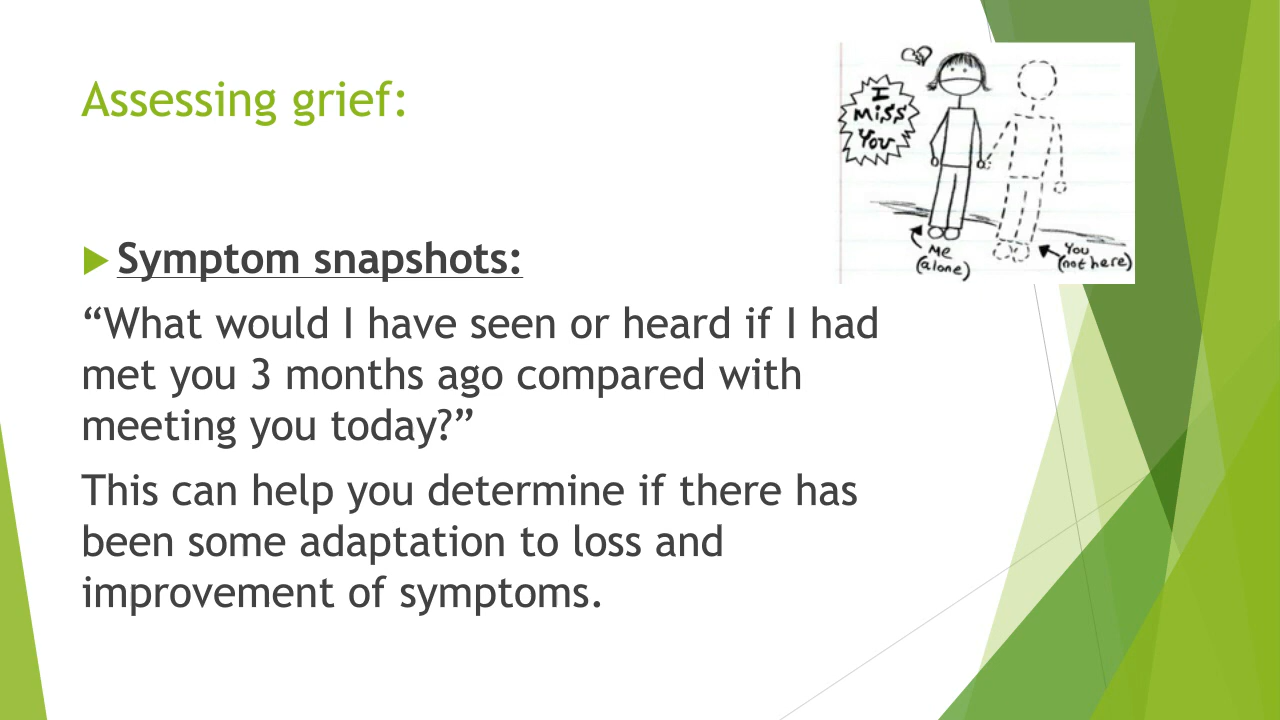 Assessing grief:
I
Miss
You
Me
(alone)
You
(not here)
Symptom snapshots:
“What would I have seen or heard if I had
met you 3 months ago compared with
meeting you today?”
This can help you determine if there has
been some adaptation to loss and
improvement of symptoms.